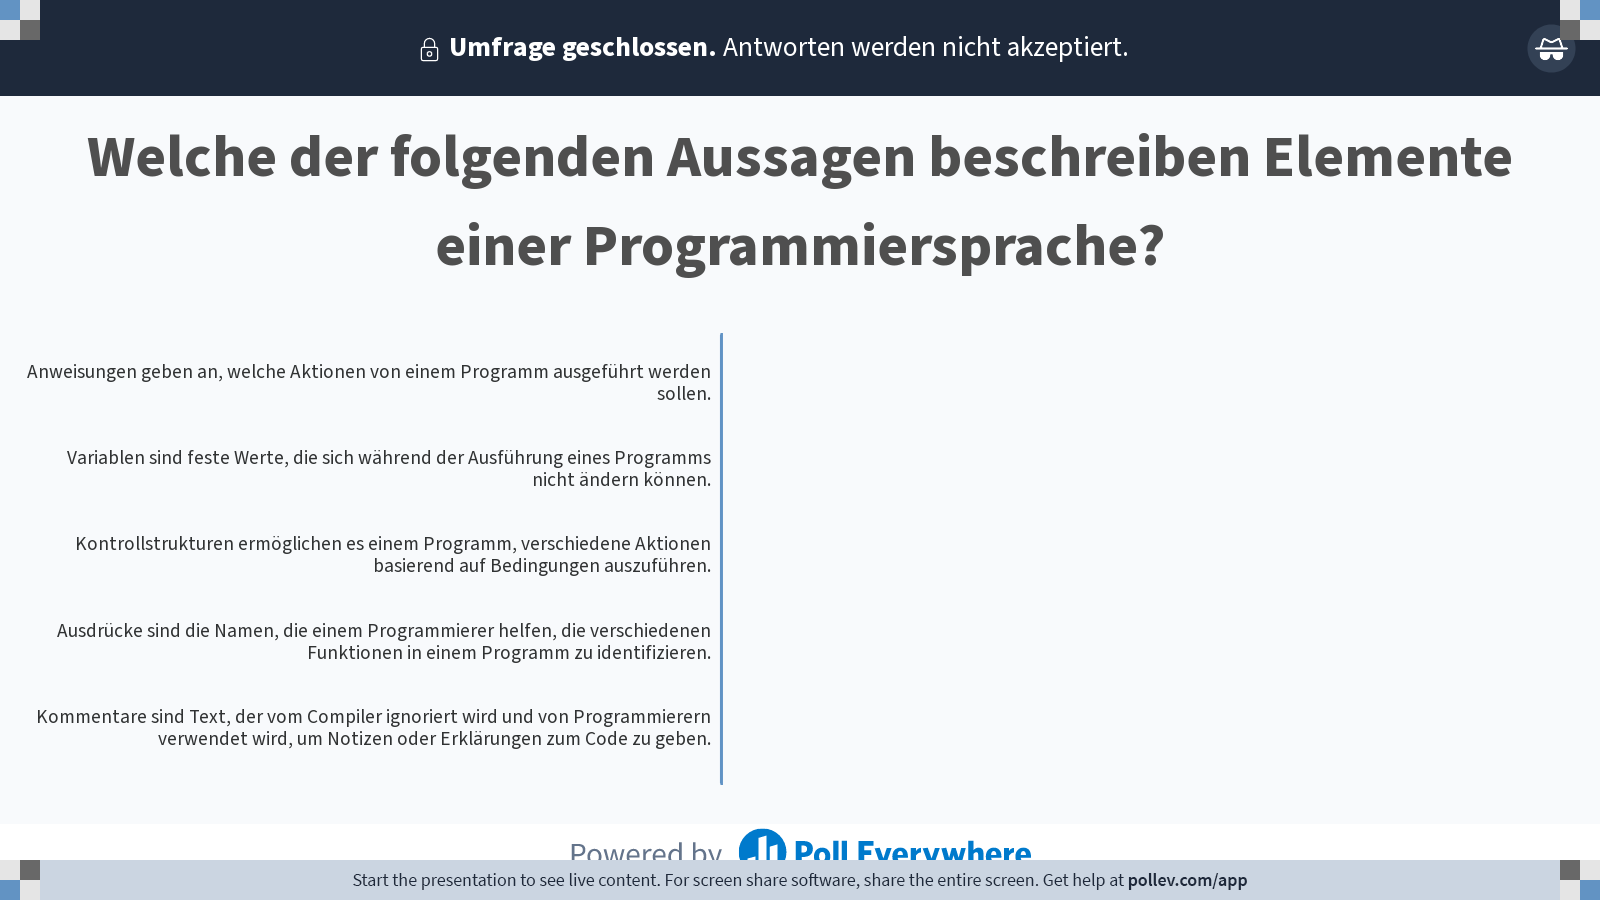 Umfrage geschlossen. Antworten werden nicht akzeptiert.
Welche der folgenden Aussagen beschreiben Elemente
einer Programmiersprache?
Anweisungen geben an, welche Aktionen von einem Programm ausgeführt werden
sollen.
Variablen sind feste Werte, die sich während der Ausführung eines Programms
nicht ändern können.
Kontrollstrukturen ermöglichen es einem Programm, verschiedene Aktionen
basierend auf Bedingungen auszuführen.
Ausdrücke sind die Namen, die einem Programmierer helfen, die verschiedenen
Funktionen in einem Programm zu identifizieren.
Kommentare sind Text, der vom Compiler ignoriert wird und von Programmierern
verwendet wird, um Notizen oder Erklärungen zum Code zu geben.
Powered by Poll Everywhere
Start the presentation to see live content. For screen share software, share the entire screen. Get help at pollev.com/app